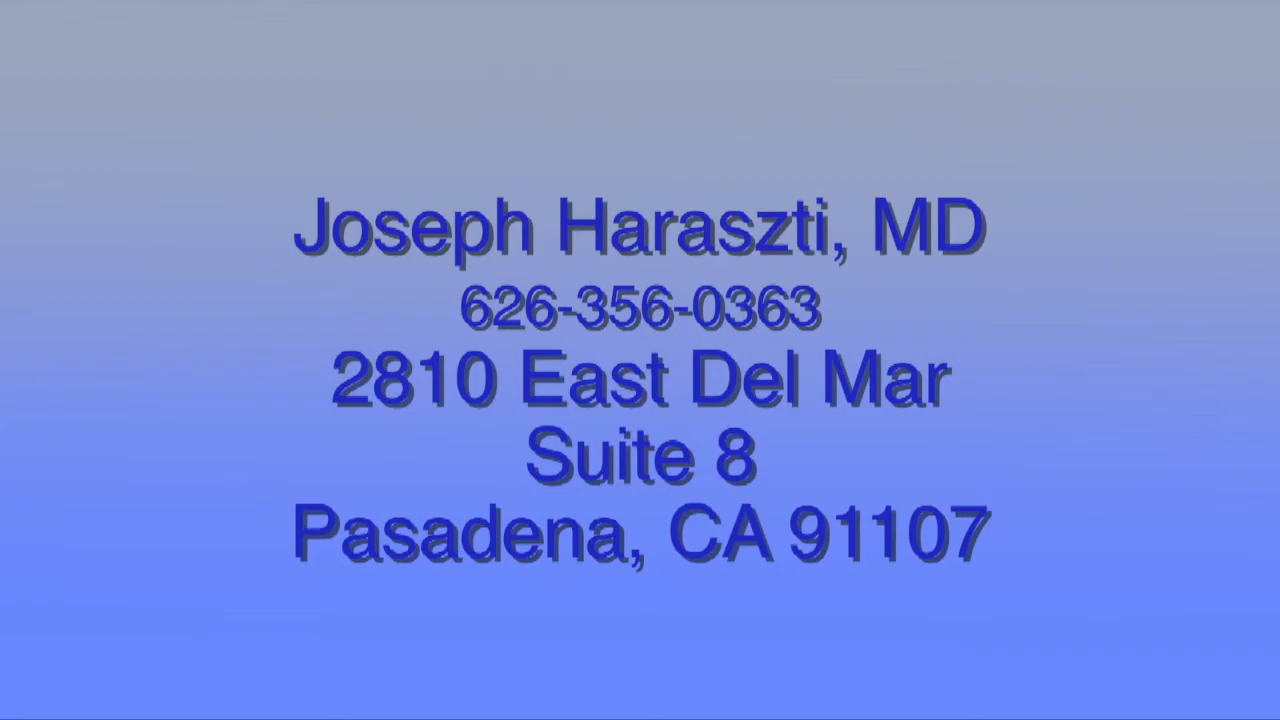 Joseph Haraszti, MD
626-356-0363
2810 East Del Mar
Suite 8
Pasadena, CA 91107